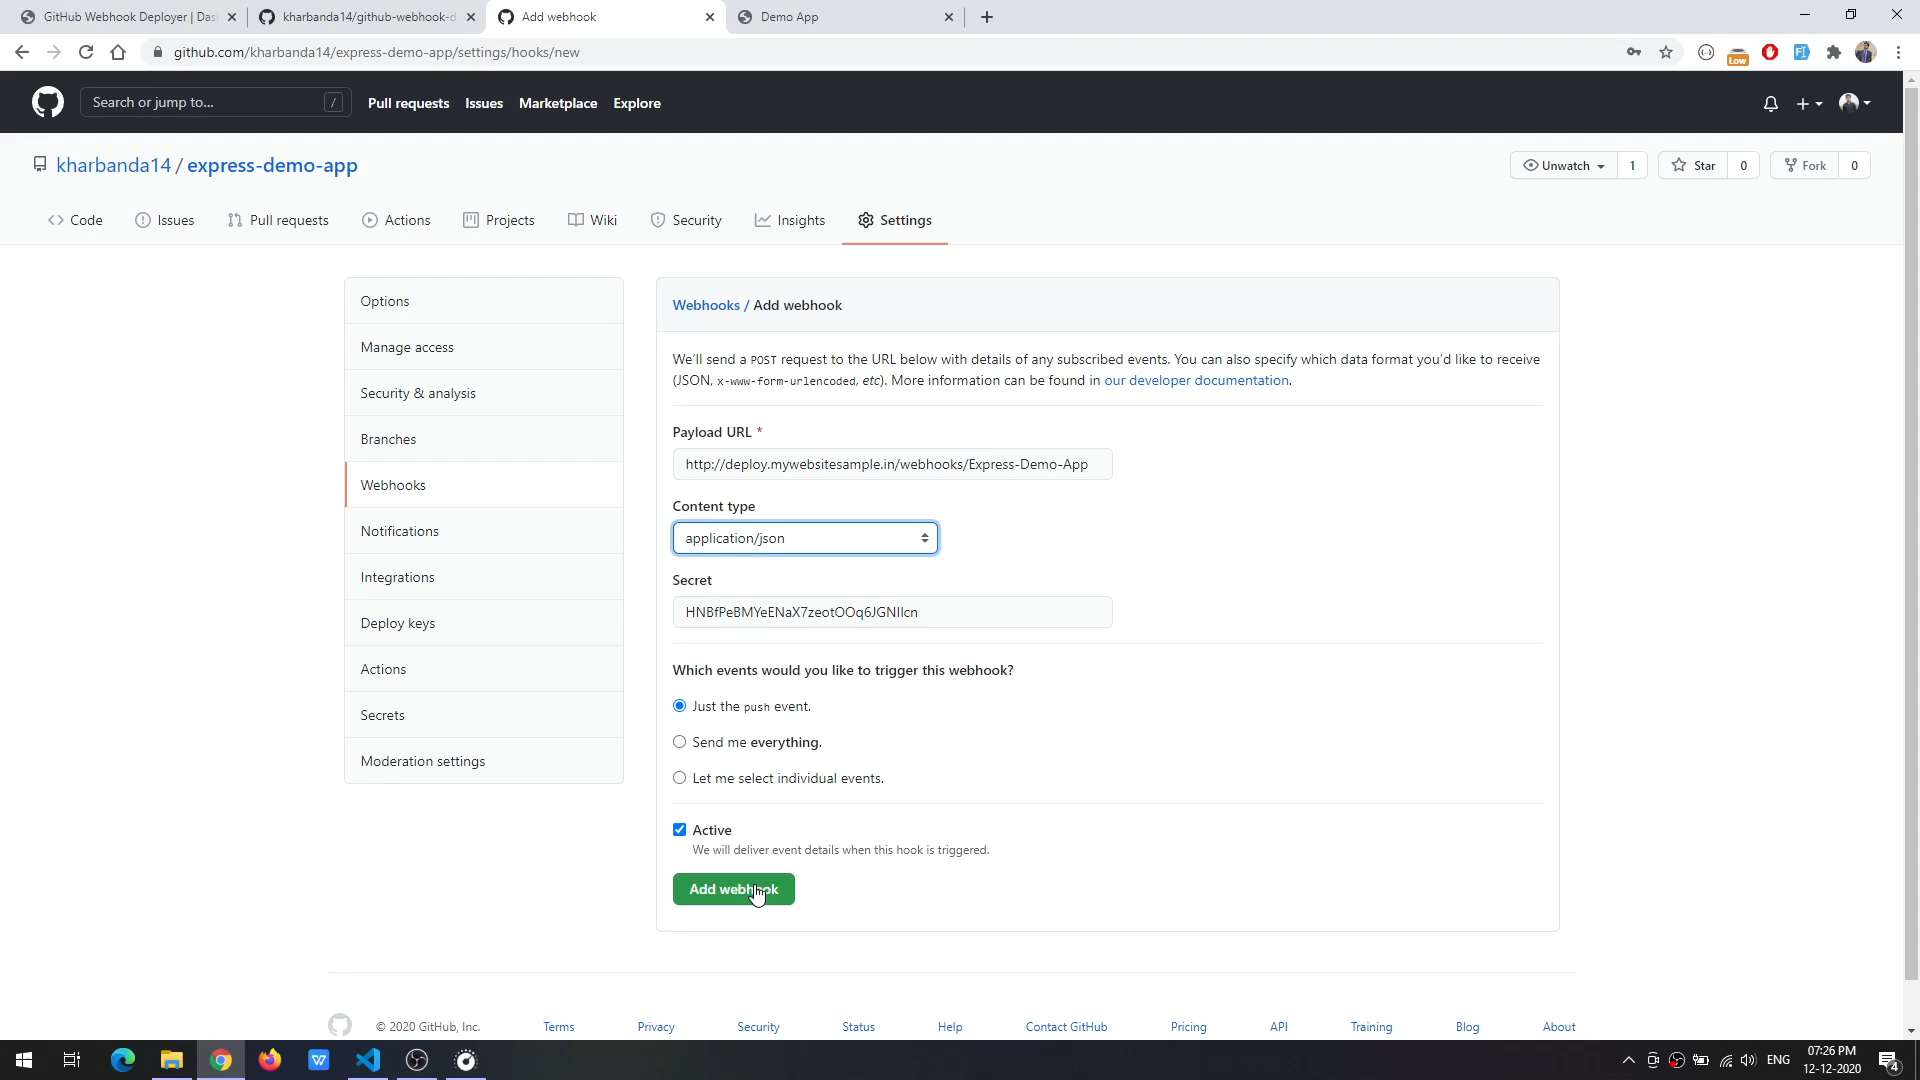 GitHub Webhook Deployer | Das
kharbanda14/github-webhook-d
Add webhook
Demo App
github.com/kharbanda14/express-demo-app/settings/hooks/new
Low
Search or jump to...
/
Pull requests
Issues
Marketplace
Explore
kharbanda14 / express-demo-app
Unwatch
1
Star
0
Fork
0
Code
Issues
Pull requests
Actions
Projects
Wiki
Security
Insights
Settings
Options
Manage access
Security & analysis
Branches
Webhooks
Notifications
Integrations
Deploy keys
Actions
Secrets
Moderation settings
Webhooks / Add webhook
We'll send a POST request to the URL below with details of any subscribed events. You can also specify which data format you'd like to receive
(JSON, x-www-form-urlencoded, etc). More information can be found in our developer documentation.
Payload URL *
http://deploy.mywebsitesample.in/webhooks/Express-Demo-App
Content type
application/json
Secret
HNBfPeBMYeENaX7zeotOOq6JGNIlcn
Which events would you like to trigger this webhook?
Just the push event.
Send me everything.
Let me select individual events.
Active
We will deliver event details when this hook is triggered.
Add webhook
© 2020 GitHub, Inc.
Terms
Privacy
Security
Status
Help
Contact GitHub
Pricing
API
Training
Blog
About
ENG
07:26 PM
12-12-2020
4